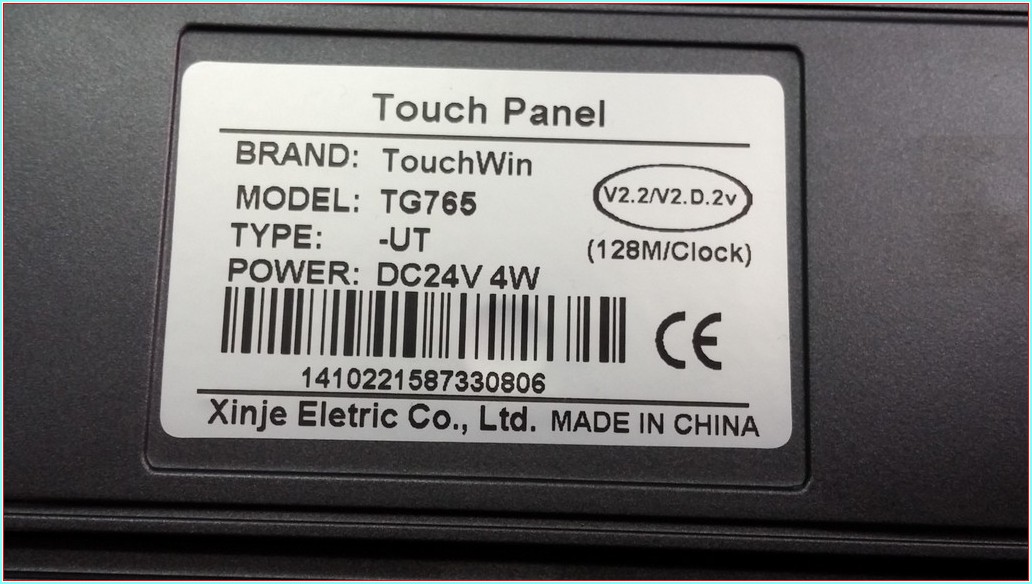 Touch Panel
BRAND: TouchWin
MODEL: TG765
V2.2/V2.D.2v
TYPE: -UT
(128M/Clock)
POWER: DC24V 4W
CE
1410221587330806
Xinje Eletric Co., Ltd. MADE IN CHINA